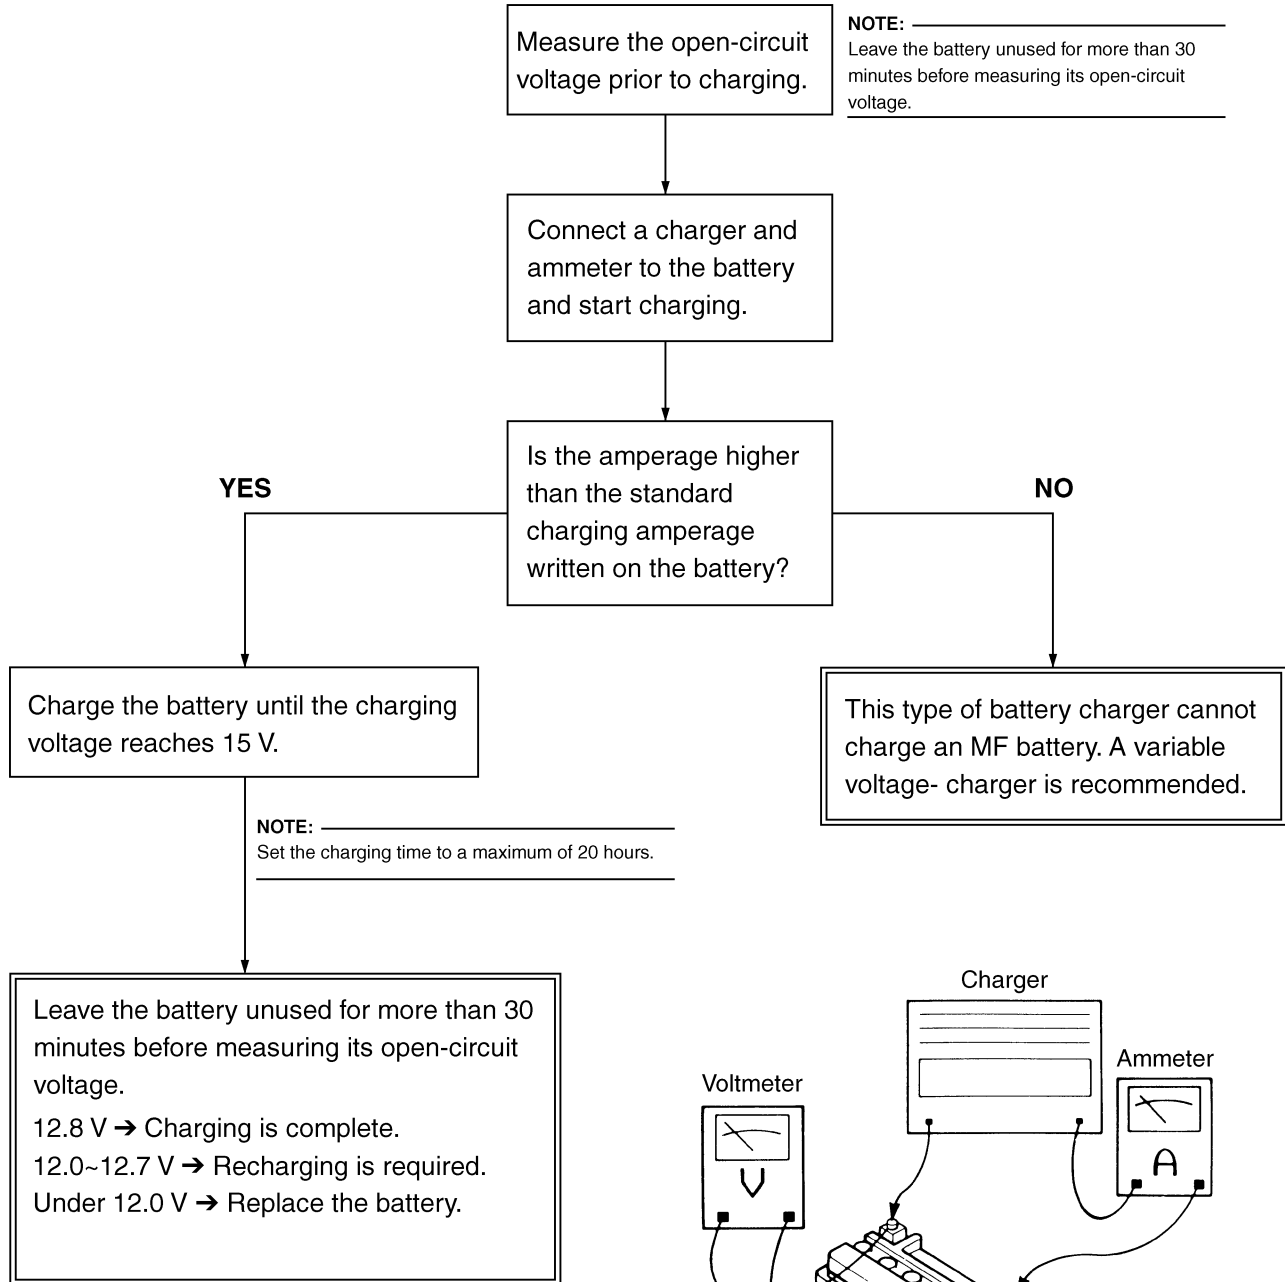 Measure the open-circuit
voltage prior to charging.
NOTE:
Leave the battery unused for more than 30
minutes before measuring its open-circuit
voltage.
Connect a charger and
ammeter to the battery
and start charging.
Is the amperage higher
than the standard
charging amperage
written on the battery?
YES
NO
Charge the battery until the charging
voltage reaches 15 V.
This type of battery charger cannot
charge an MF battery. A variable
voltage- charger is recommended.
NOTE:
Set the charging time to a maximum of 20 hours.
Leave the battery unused for more than 30
minutes before measuring its open-circuit
voltage.
12.8 V ➔ Charging is complete.
12.0~12.7 V ➔ Recharging is required.
Under 12.0 V ➔ Replace the battery.
Charger
Ammeter
Voltmeter
A
V